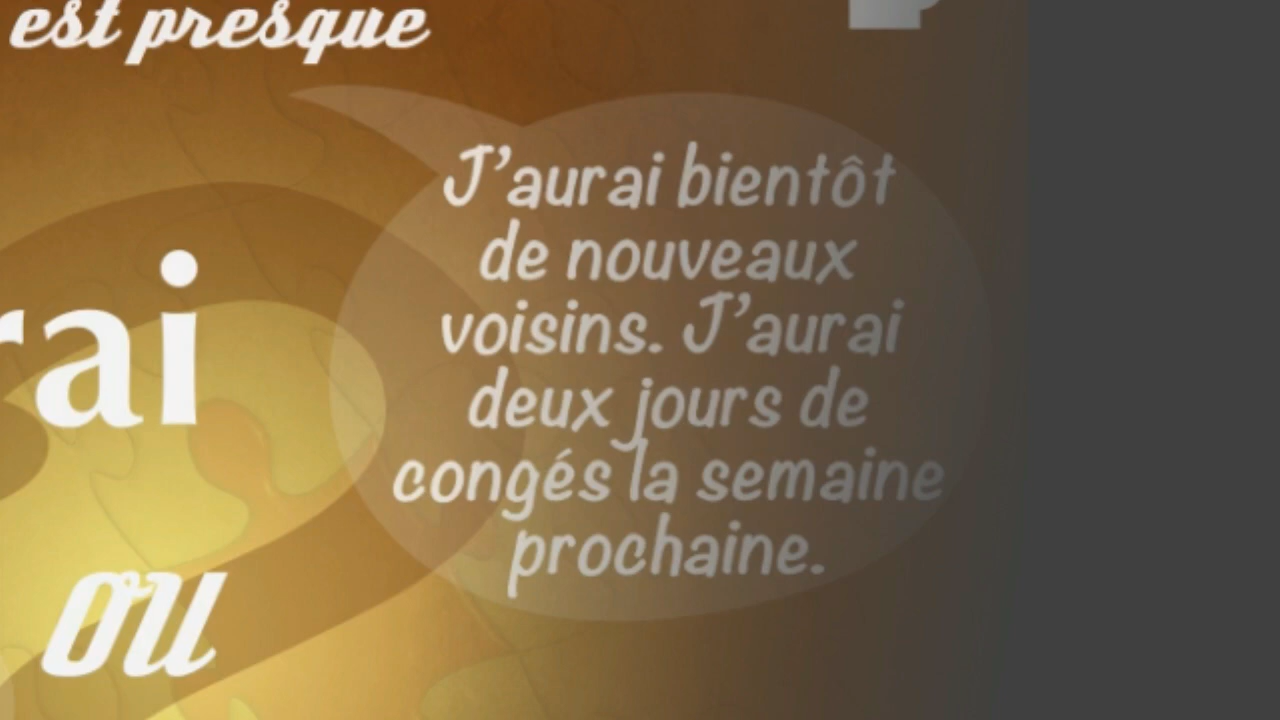 est presque
J'aurai bientôt
de nouveaux
voisins. J'aurai
deux jours de
congés la semaine
prochaine.
rai
ou